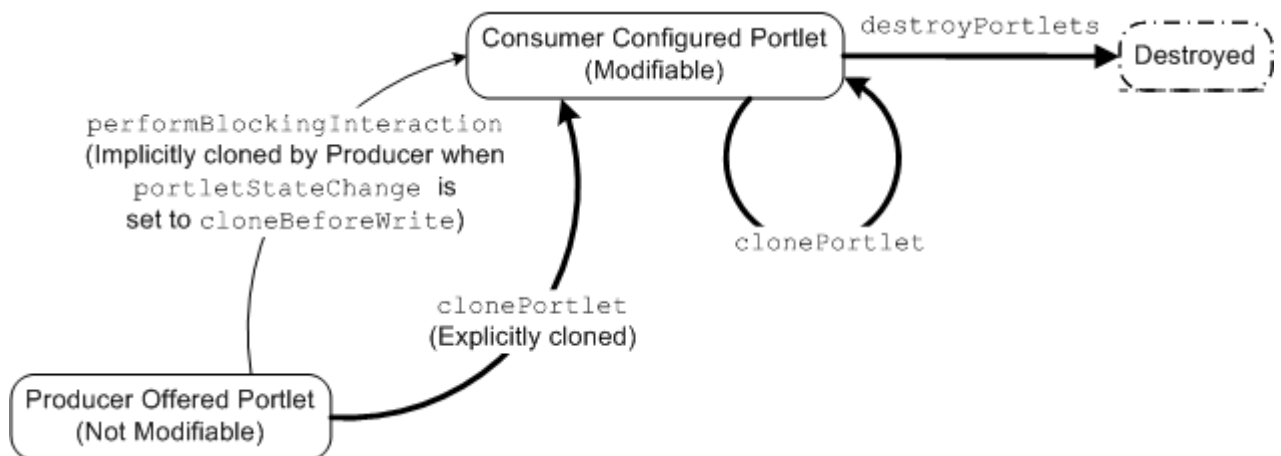 Consumer Configured Portlet
(Modifiable)
destroyPortlets
Destroyed
performBlockingInteraction
(Implicitly cloned by Producer when
portletStateChange is
set to cloneBeforeWrite)
clonePortlet
clonePortlet
(Explicitly cloned)
Producer Offered Portlet
(Not Modifiable)